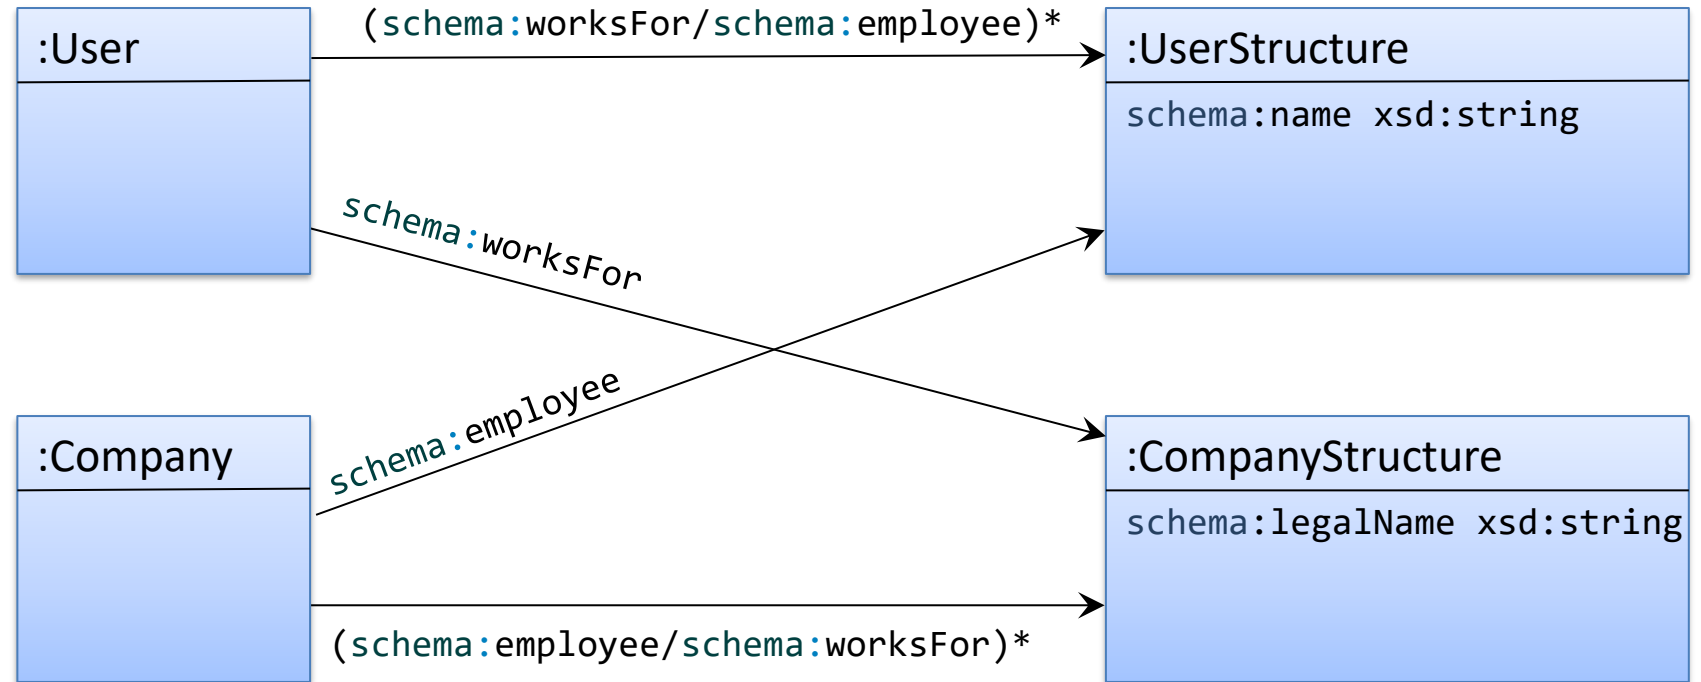 :User
(schema:worksFor/schema:employee)*
:UserStructure
schema:name xsd:string
schema:worksFor
schema:employee
:Company
:CompanyStructure
schema:legalName xsd:string
(schema:employee/schema:worksFor)*